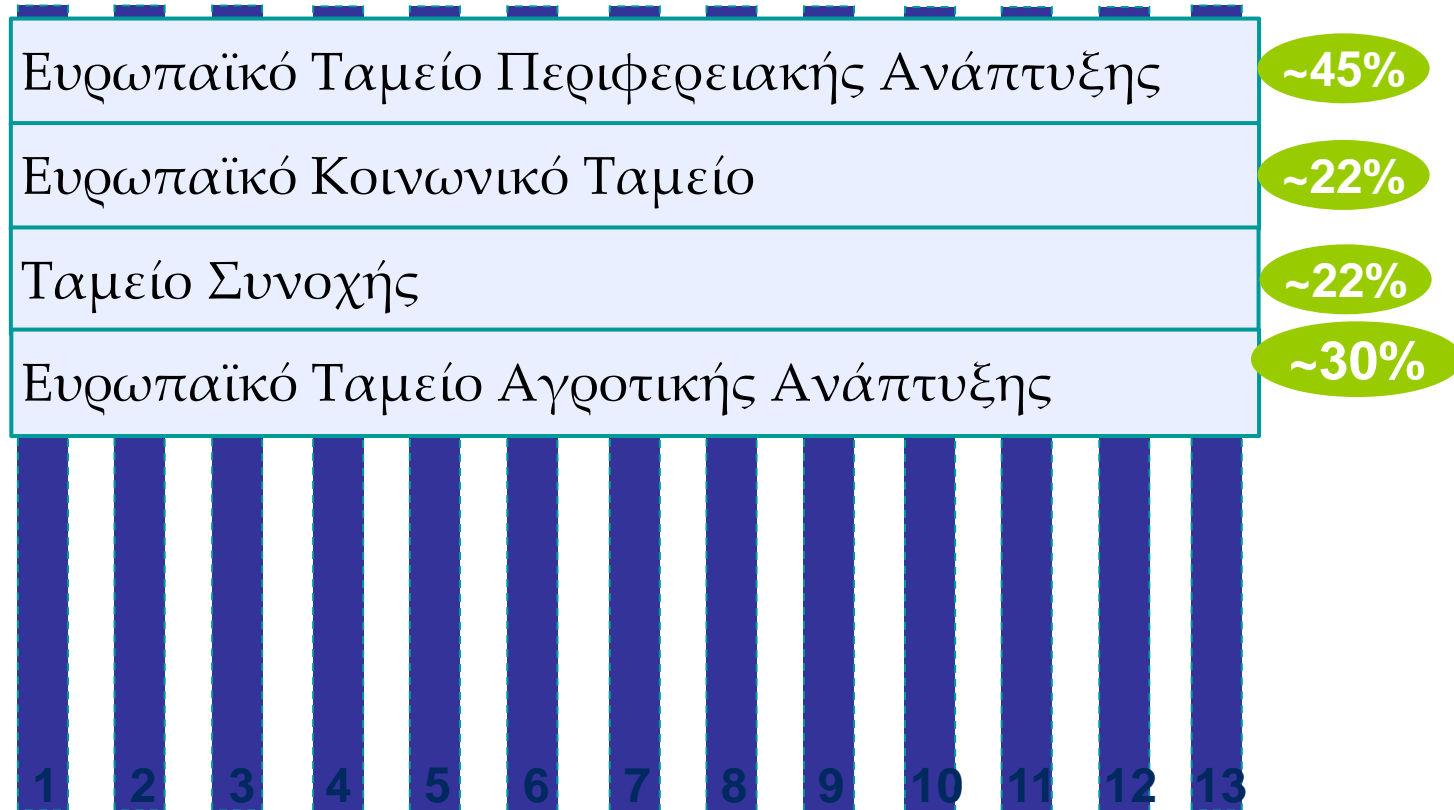 Ευρωπαϊκό Ταμείο Περιφερειακής Ανάπτυξης ~45%
Ευρωπαϊκό Κοινωνικό Ταμείο ~22%
Ταμείο Συνοχής ~22%
Ευρωπαϊκό Ταμείο Αγροτικής Ανάπτυξης ~30%
1 2 3 4 5 6 7 8 9 10 11 12 13